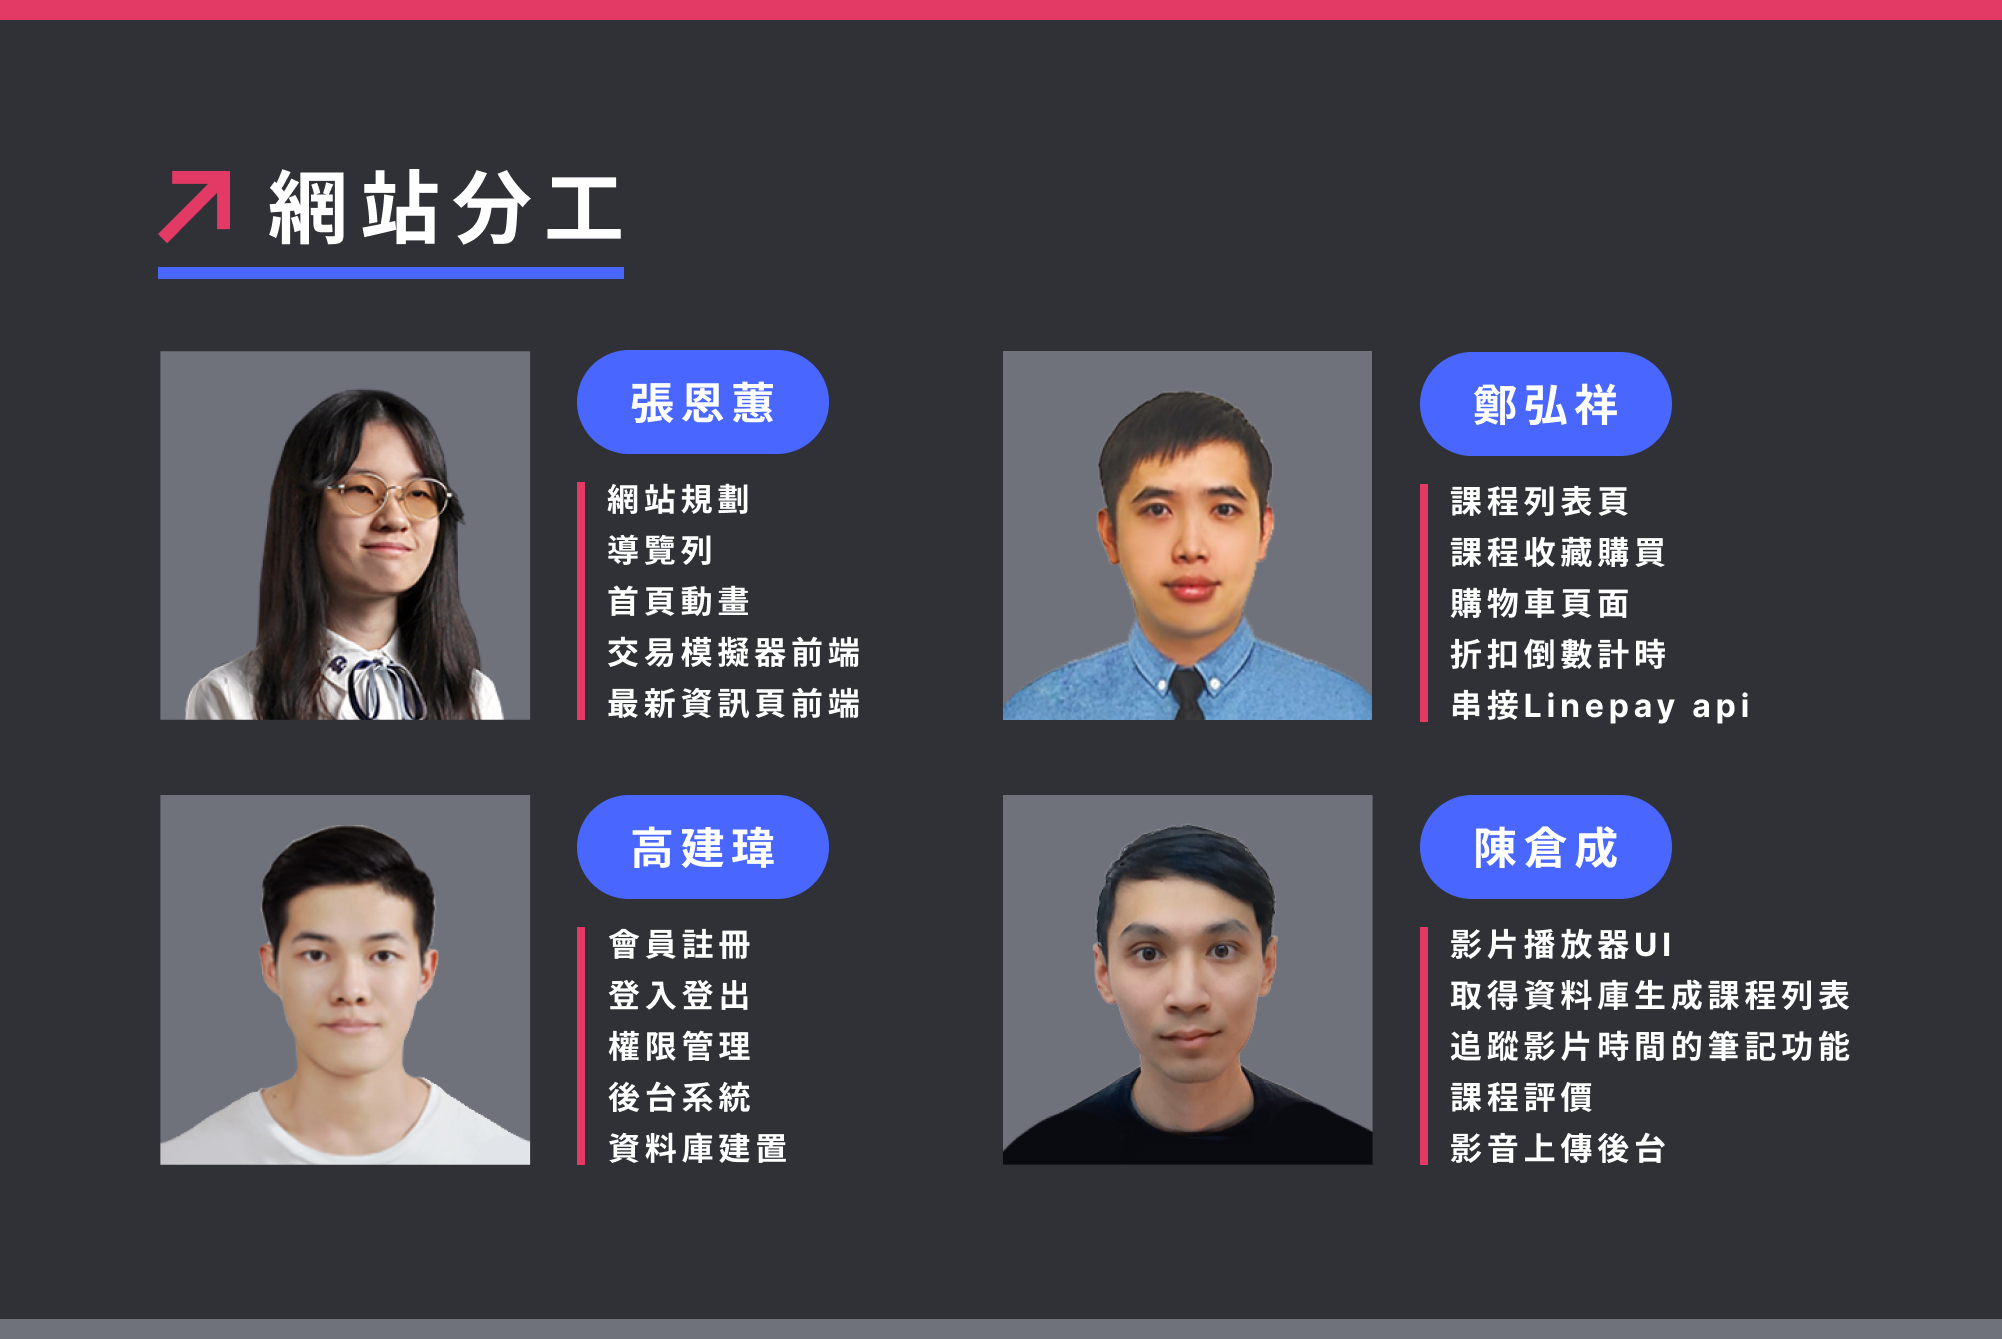 網站分工
張恩蕙
網站規劃
導覽列
首頁動畫
交易模擬器前端
最新資訊頁前端
鄭弘祥
課程列表頁
課程收藏購買
購物車頁面
折扣倒數計時
串接Linepay api
高建瑋
會員註冊
登入登出
權限管理
後台系統
資料庫建置
陳倉成
影片播放器UI
取得資料庫生成課程列表
追蹤影片時間的筆記功能
課程評價
影音上傳後台